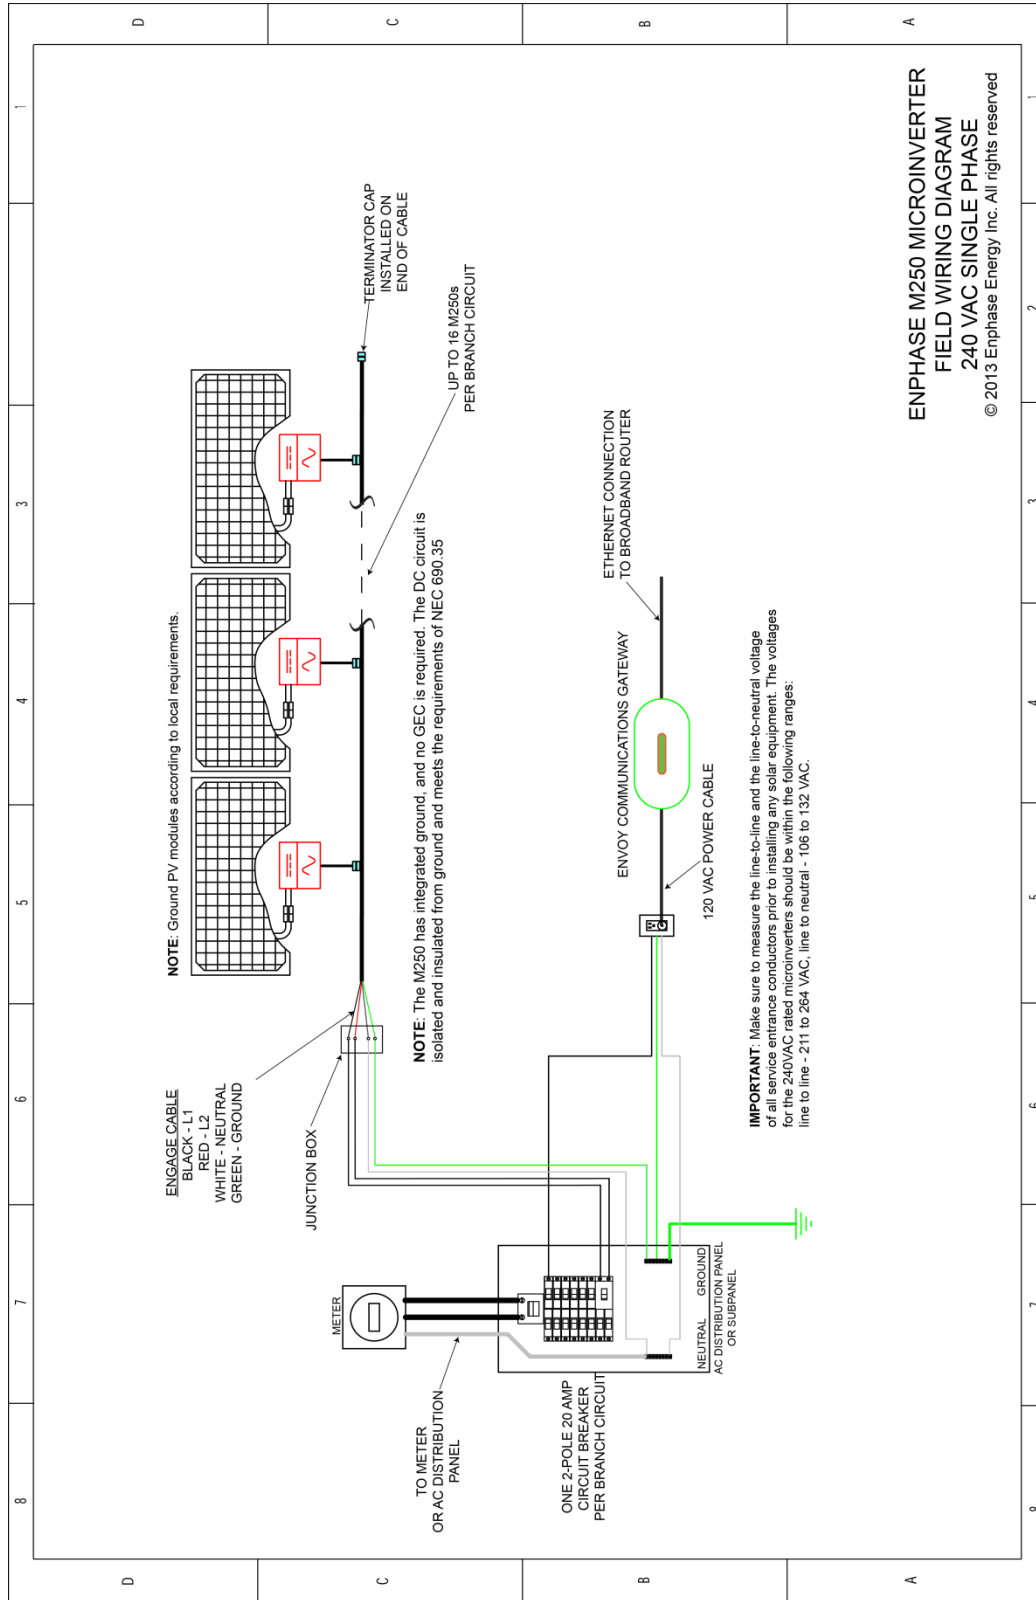 8
7
6
5
4
3
2
1
D
C
B
A
NOTE: Ground PV modules according to local requirements.
ENGAGE CABLE
BLACK - L1
RED - L2
WHITE - NEUTRAL
GREEN - GROUND
JUNCTION BOX
TERMINATOR CAP
INSTALLED ON
END OF CABLE
UP TO 16 M250s
PER BRANCH CIRCUIT
NOTE: The M250 has integrated ground, and no GEC is required. The DC circuit is
isolated and insulated from ground and meets the requirements of NEC 690.35
METER
TO METER
OR AC DISTRIBUTION
PANEL
ONE 2-POLE 20 AMP
CIRCUIT BREAKER
PER BRANCH CIRCUIT
NEUTRAL GROUND
AC DISTRIBUTION PANEL
OR SUBPANEL
ENVOY COMMUNICATIONS GATEWAY
ETHERNET CONNECTION
TO BROADBAND ROUTER
120 VAC POWER CABLE
IMPORTANT: Make sure to measure the line-to-line and the line-to-neutral voltage
of all service entrance conductors prior to installing any solar equipment. The voltages
for the 240VAC rated microinverters should be within the following ranges:
line to line - 211 to 264 VAC, line to neutral - 106 to 132 VAC.
ENPHASE M250 MICROINVERTER
FIELD WIRING DIAGRAM
240 VAC SINGLE PHASE
© 2013 Enphase Energy Inc. All rights reserved
D
C
B
A
8
7
6
5
4
3
2
1